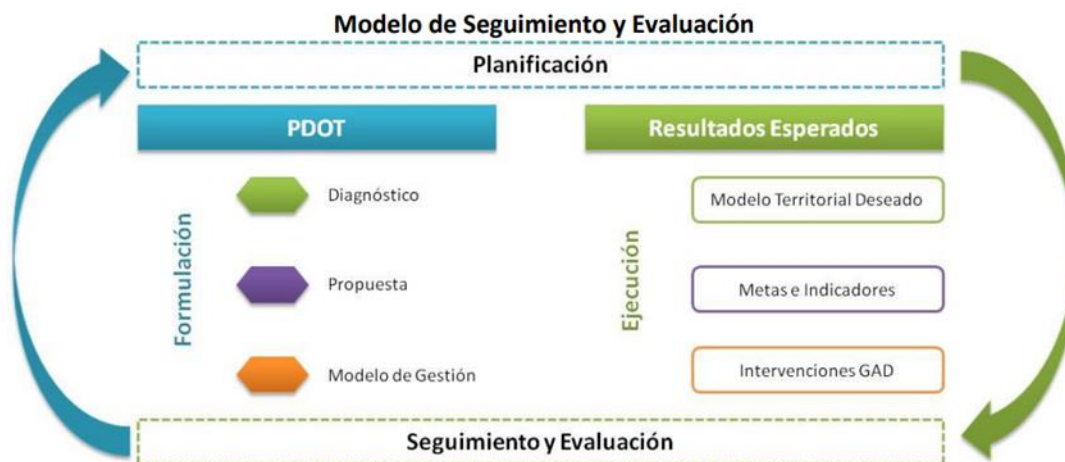 Modelo de Seguimiento y Evaluación
Planificación
PDOT
Resultados Esperados
Formulación
Diagnóstico
Propuesta
Modelo de Gestión
Ejecución
Modelo Territorial Deseado
Metas e Indicadores
Intervenciones GAD
Seguimiento y Evaluación